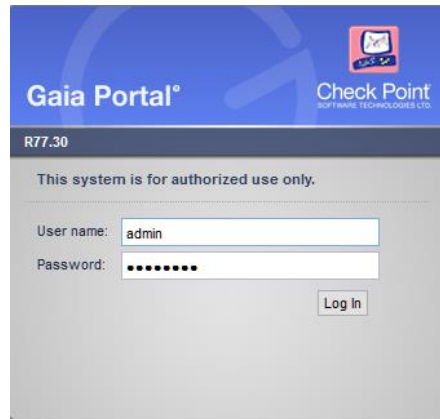 Gaia Portal°
Check Point
SOFTWARE TECHNOLOGIES LTD.
R77.30
This system is for authorized use only.
User name: admin
Password: ••••••••
Log In